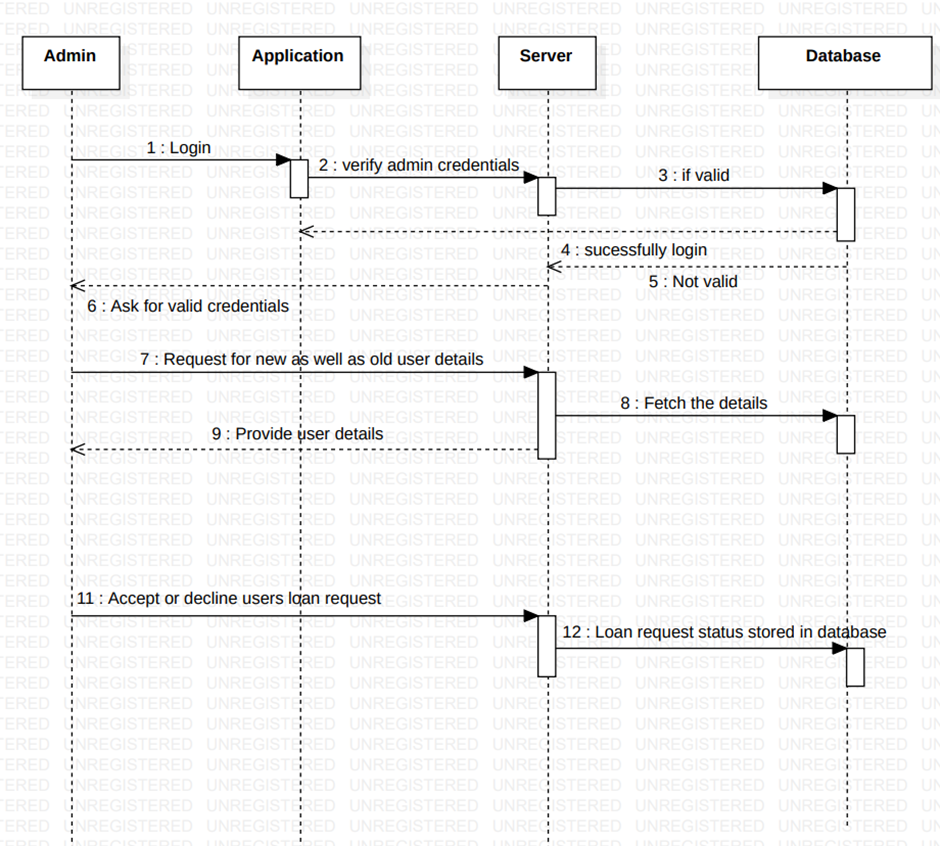 Admin
Application
Server
Database
1 : Login
2 : verify admin credentials
3 : if valid
4 : sucessfully login
5 : Not valid
6 : Ask for valid credentials
7 : Request for new as well as old user details
8 : Fetch the details
9 : Provide user details
11 : Accept or decline users loan request
12 : Loan request status stored in database
UNREGISTERED